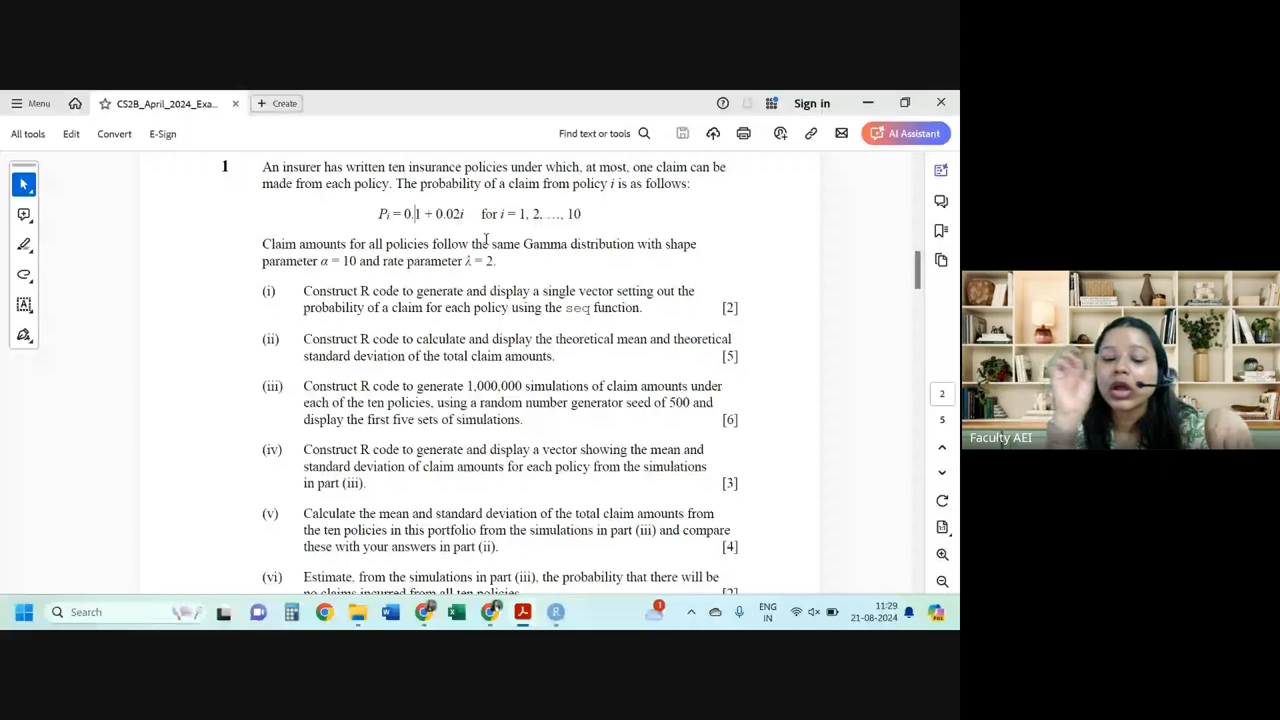 Menu
CS2B_April_2024_Exa...
Create
Sign in
All tools
Edit
Convert
E-Sign
Find text or tools
AI Assistant
1 An insurer has written ten insurance policies under which, at most, one claim can be
made from each policy. The probability of a claim from policy i is as follows:
Pi = 0.1 + 0.02i for i = 1, 2, …, 10
Claim amounts for all policies follow the same Gamma distribution with shape
parameter α = 10 and rate parameter λ = 2.
(i) Construct R code to generate and display a single vector setting out the
probability of a claim for each policy using the seq function. [2]
(ii) Construct R code to calculate and display the theoretical mean and theoretical
standard deviation of the total claim amounts. [5]
(iii) Construct R code to generate 1,000,000 simulations of claim amounts under
each of the ten policies, using a random number generator seed of 500 and
display the first five sets of simulations. [6]
(iv) Construct R code to generate and display a vector showing the mean and
standard deviation of claim amounts for each policy from the simulations
in part (iii). [3]
(v) Calculate the mean and standard deviation of the total claim amounts from
the ten policies in this portfolio from the simulations in part (iii) and compare
these with your answers in part (ii). [4]
(vi) Estimate, from the simulations in part (iii), the probability that there will be
no claims incurred from all ten policies.
2
5
Faculty AEI
Search
1
ENG
IN
11:29
21-08-2024